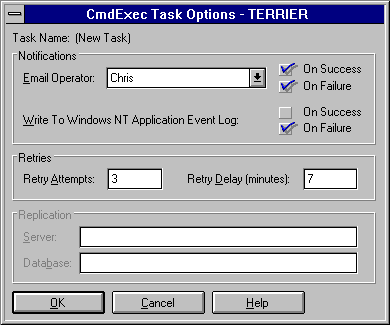 CmdExec Task Options - TERRIER
Task Name: (New Task)
Notifications
Email Operator: Chris
On Success
On Failure
Write To Windows NT Application Event Log:
On Success
On Failure
Retries
Retry Attempts: 3 Retry Delay (minutes): 7
Replication
Server:
Database:
OK Cancel Help